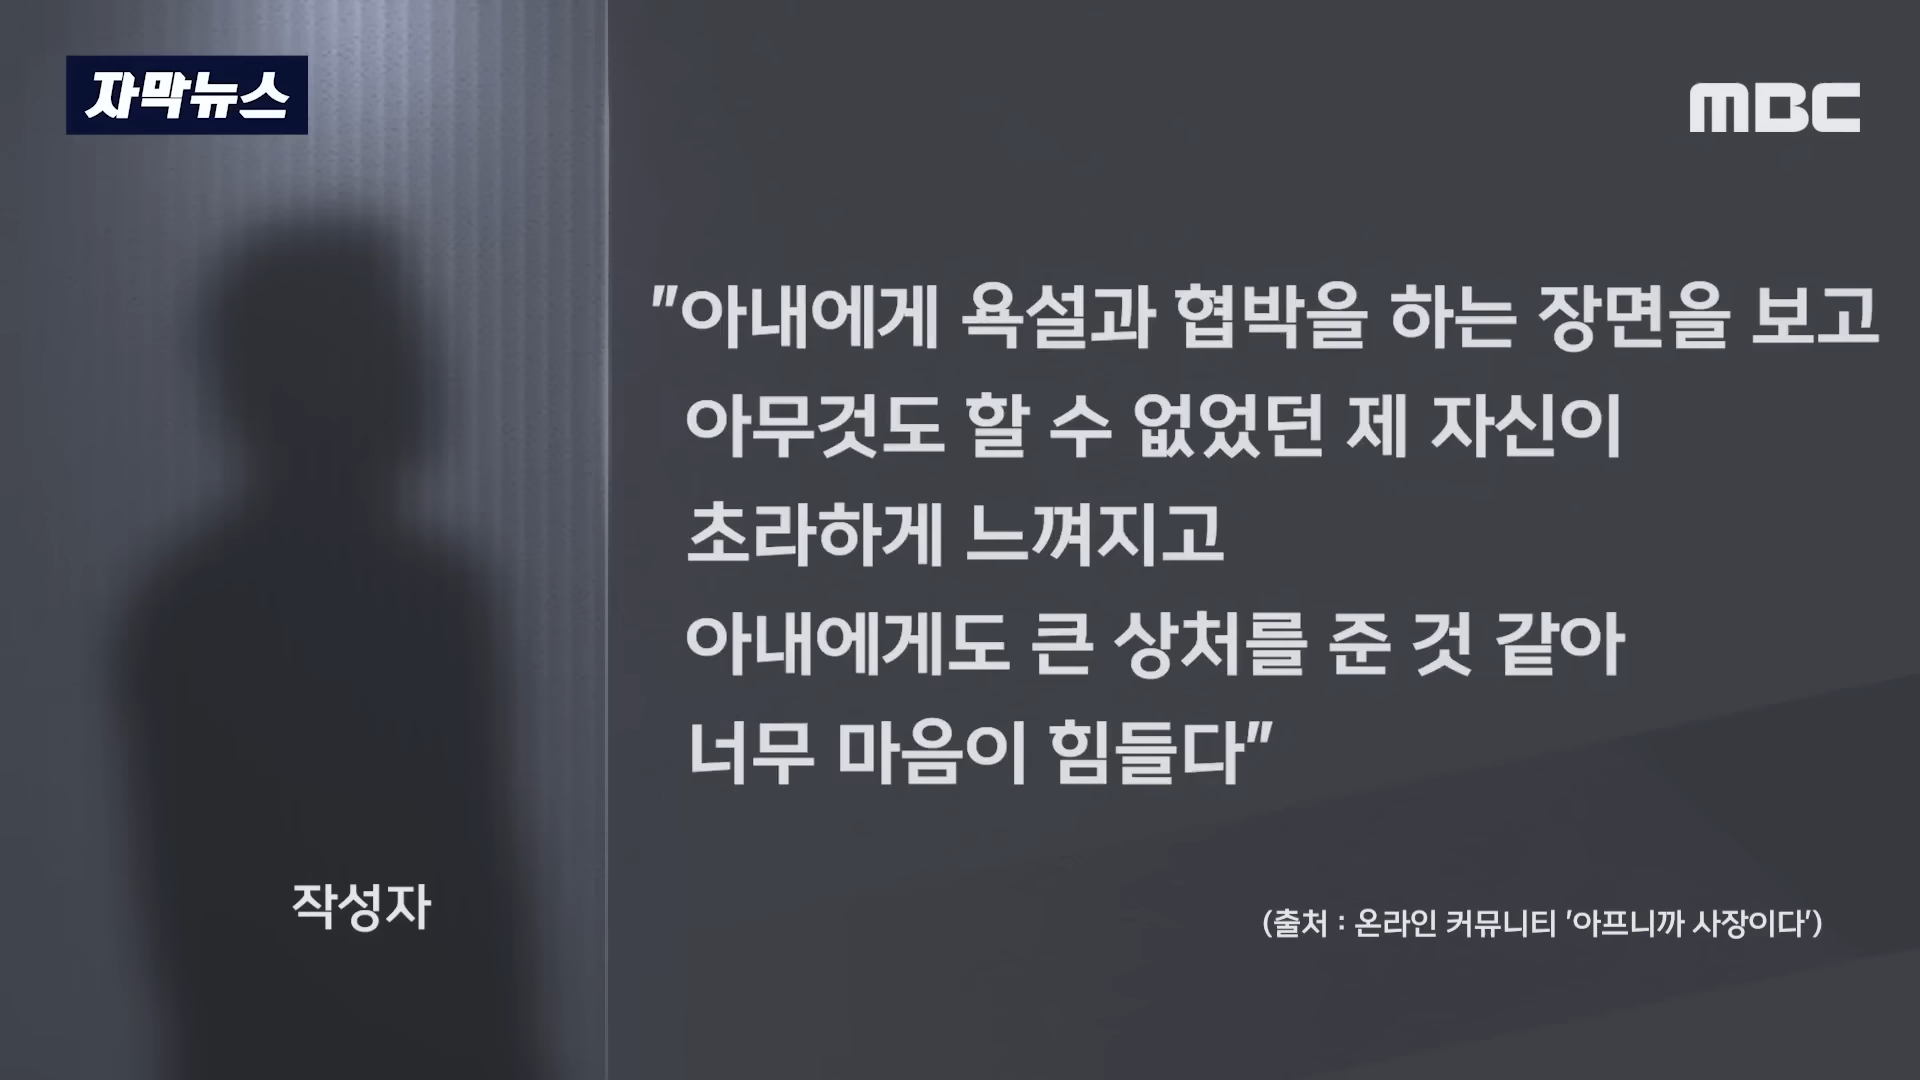 자막뉴스
MBC
"아내에게 욕설과 협박을 하는 장면을 보고
아무것도 할 수 없었던 제 자신이
초라하게 느껴지고
아내에게도 큰 상처를 준 것 같아
너무 마음이 힘들다"
작성자
(출처 : 온라인 커뮤니티 '아프니까 사장이다')